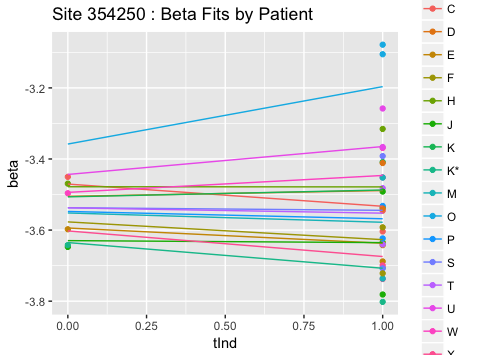 Site 354250 : Beta Fits by Patient
beta
-3.2
-3.4
-3.6
-3.8
0.00 0.25 0.50 0.75 1.00
tInd
C
D
E
F
H
J
K
K*
M
O
P
S
T
U
W